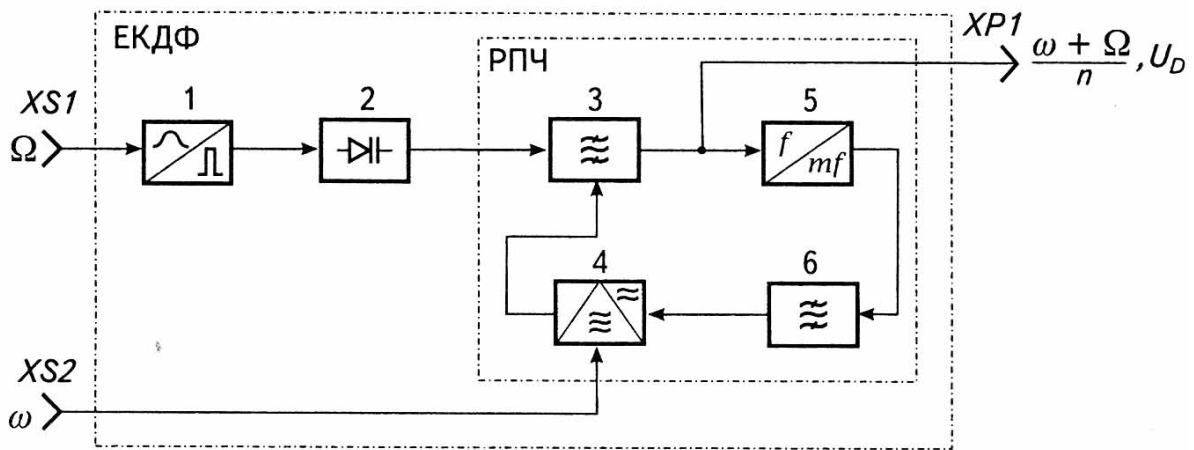 ЕКДФ
РПЧ
XP1
(ω + Ω)/n , U_D
XS1
Ω
1
2
3
5
f/mf
4
6
XS2
ω